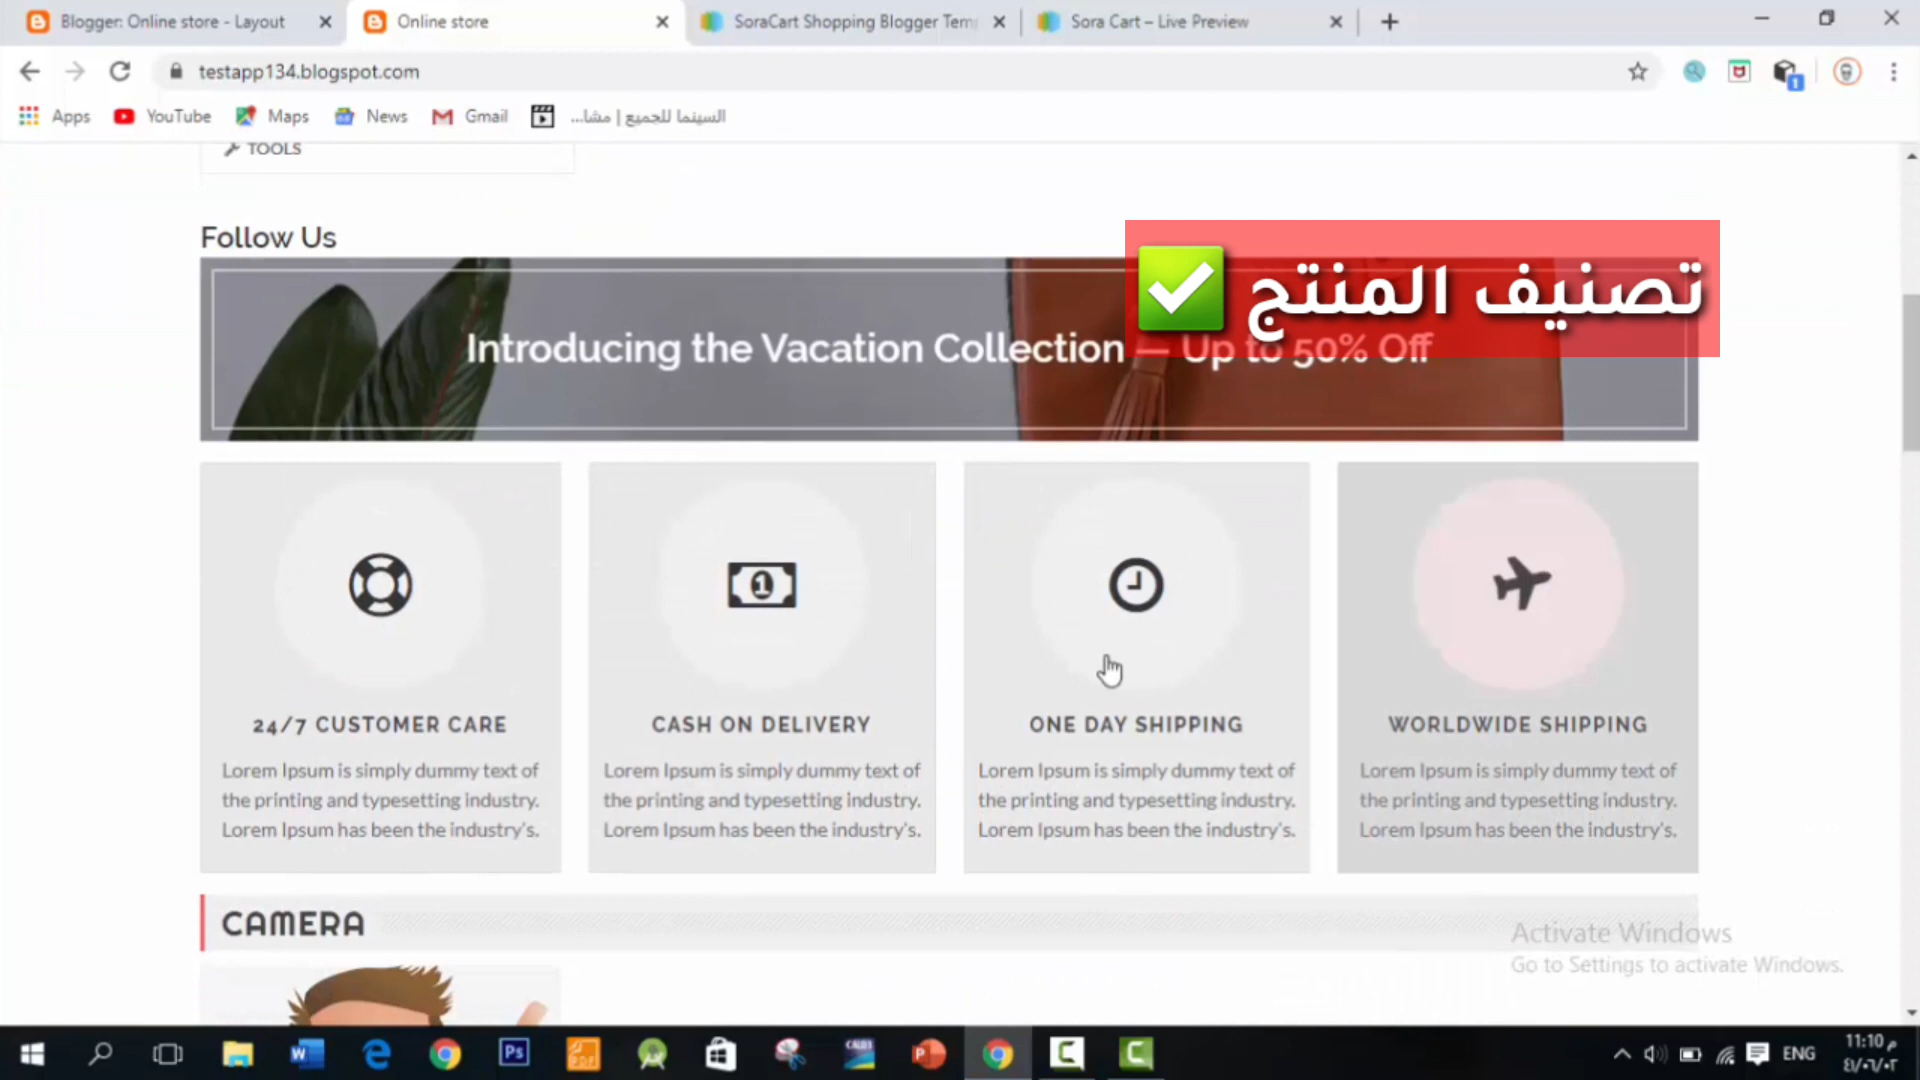 Blogger: Online store - Layout
Online store
SoraCart Shopping Blogger Tem
Sora Cart – Live Preview
testapp134.blogspot.com
Apps
YouTube
Maps
News
Gmail
السينما للجميع | مشا...
TOOLS
Follow Us
تصنيف المنتج ✅
Introducing the Vacation Collection — Up to 50% Off
24/7 CUSTOMER CARE
Lorem Ipsum is simply dummy text of
the printing and typesetting industry.
Lorem Ipsum has been the industry's.
CASH ON DELIVERY
Lorem Ipsum is simply dummy text of
the printing and typesetting industry.
Lorem Ipsum has been the industry's.
ONE DAY SHIPPING
Lorem Ipsum is simply dummy text of
the printing and typesetting industry.
Lorem Ipsum has been the industry's.
WORLDWIDE SHIPPING
Lorem Ipsum is simply dummy text of
the printing and typesetting industry.
Lorem Ipsum has been the industry's.
CAMERA
Activate Windows
Go to Settings to activate Windows.
ENG
11:10 م